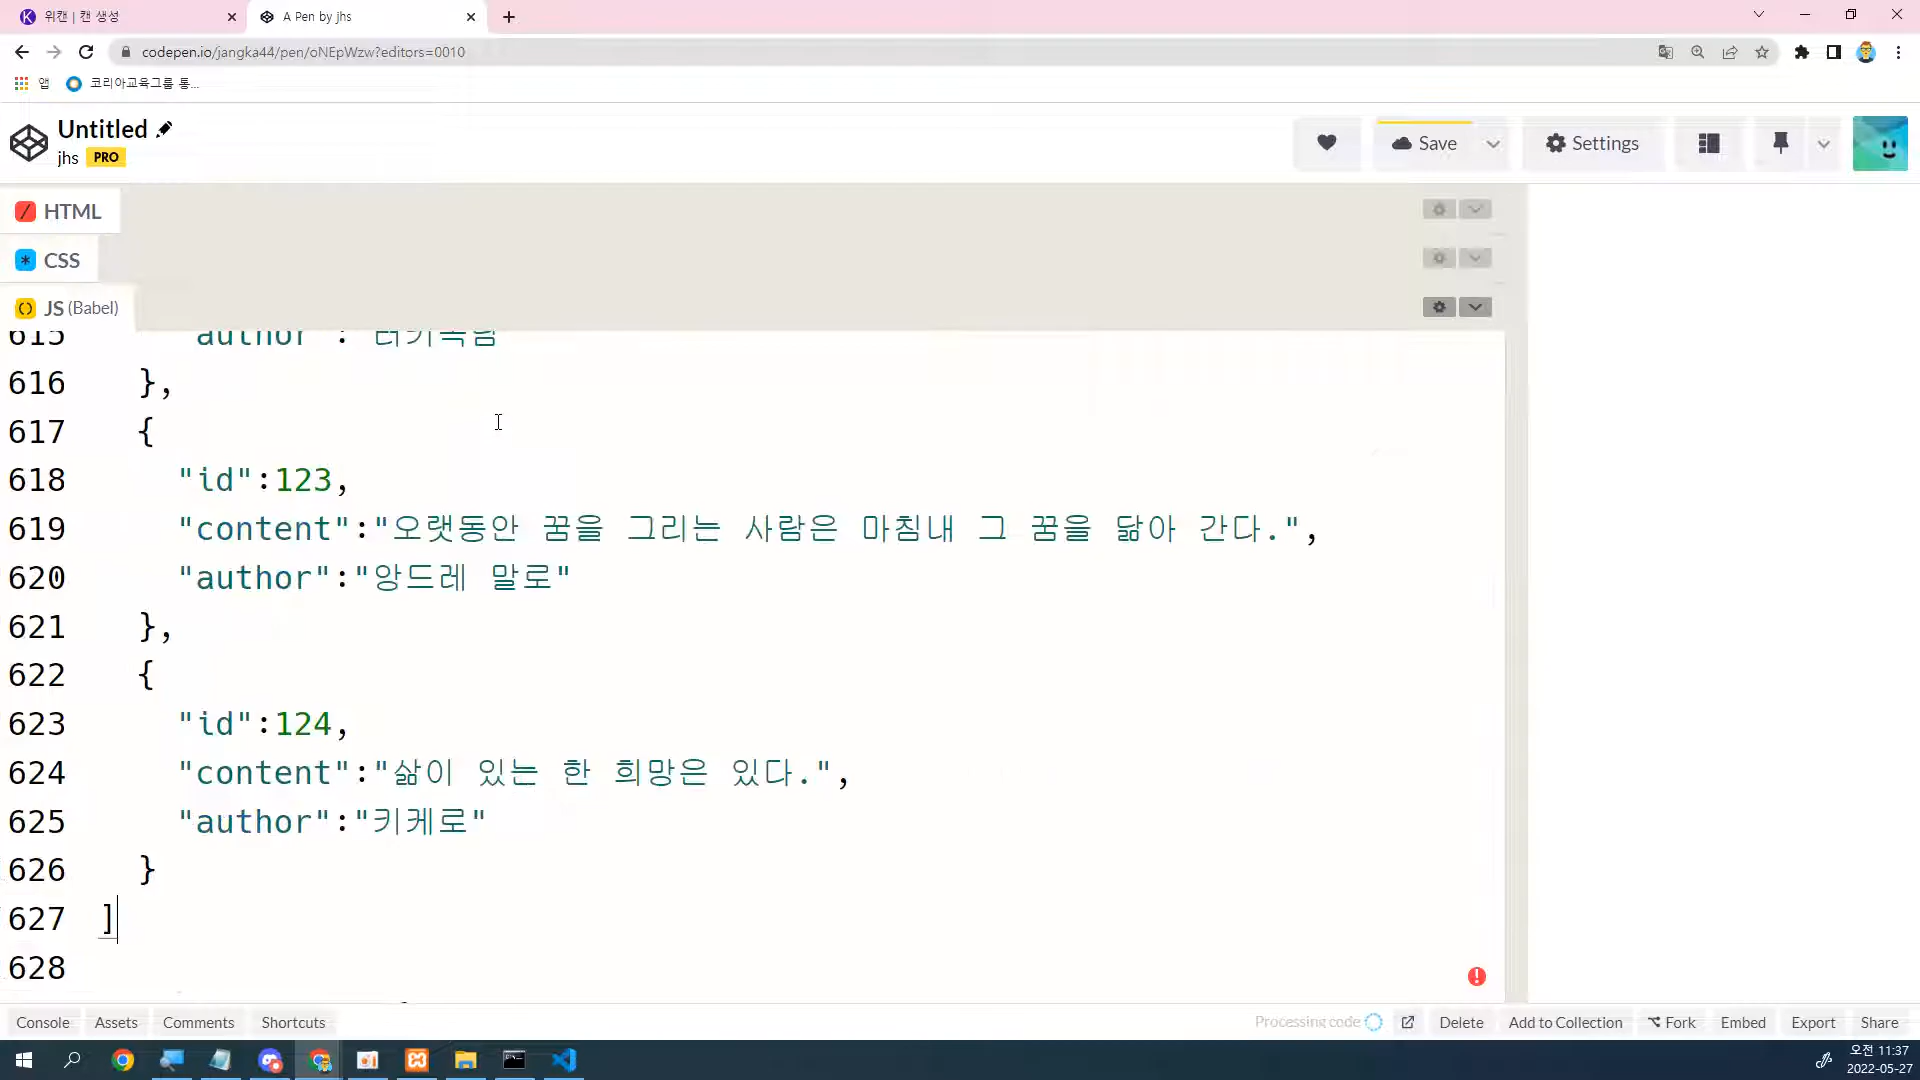 위캔 | 캔 생성
A Pen by jhs
codepen.io/jangka44/pen/oNEpWzw?editors=0010
앱
코리아교육그룹 통...
Untitled
jhs PRO
Save
Settings
HTML
CSS
JS (Babel)
615 "author":
616 },
617 {
618 "id":123,
619 "content":"오랫동안 꿈을 그리는 사람은 마침내 그 꿈을 닮아 간다.",
620 "author":"앙드레 말로"
621 },
622 {
623 "id":124,
624 "content":"삶이 있는 한 희망은 있다.",
625 "author":"키케로"
626 }
627 ]
628
Console
Assets
Comments
Shortcuts
Processing code
Delete
Add to Collection
Fork
Embed
Export
Share
오전 11:37
2022-05-27